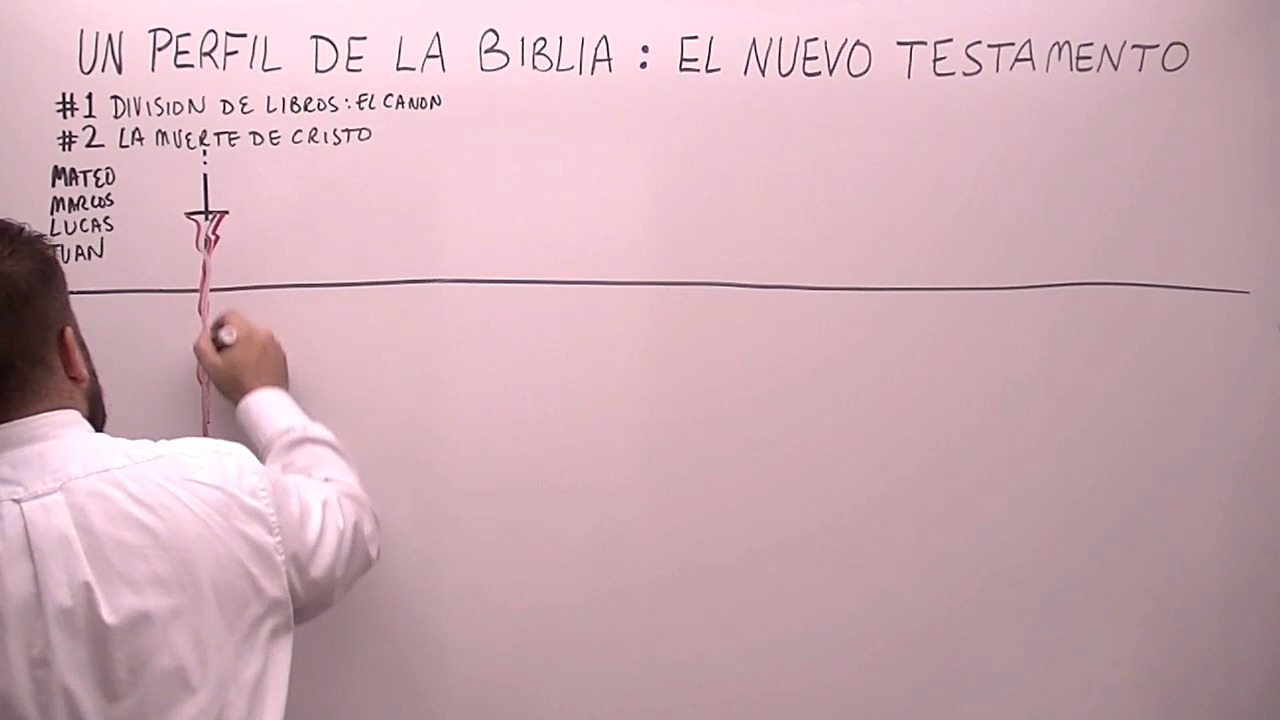 UN PERFIL DE LA BIBLIA : EL NUEVO TESTAMENTO
#1 DIVISION DE LIBROS : EL CANON
#2 LA MUERTE DE CRISTO
MATEO
MARCOS
LUCAS
JUAN